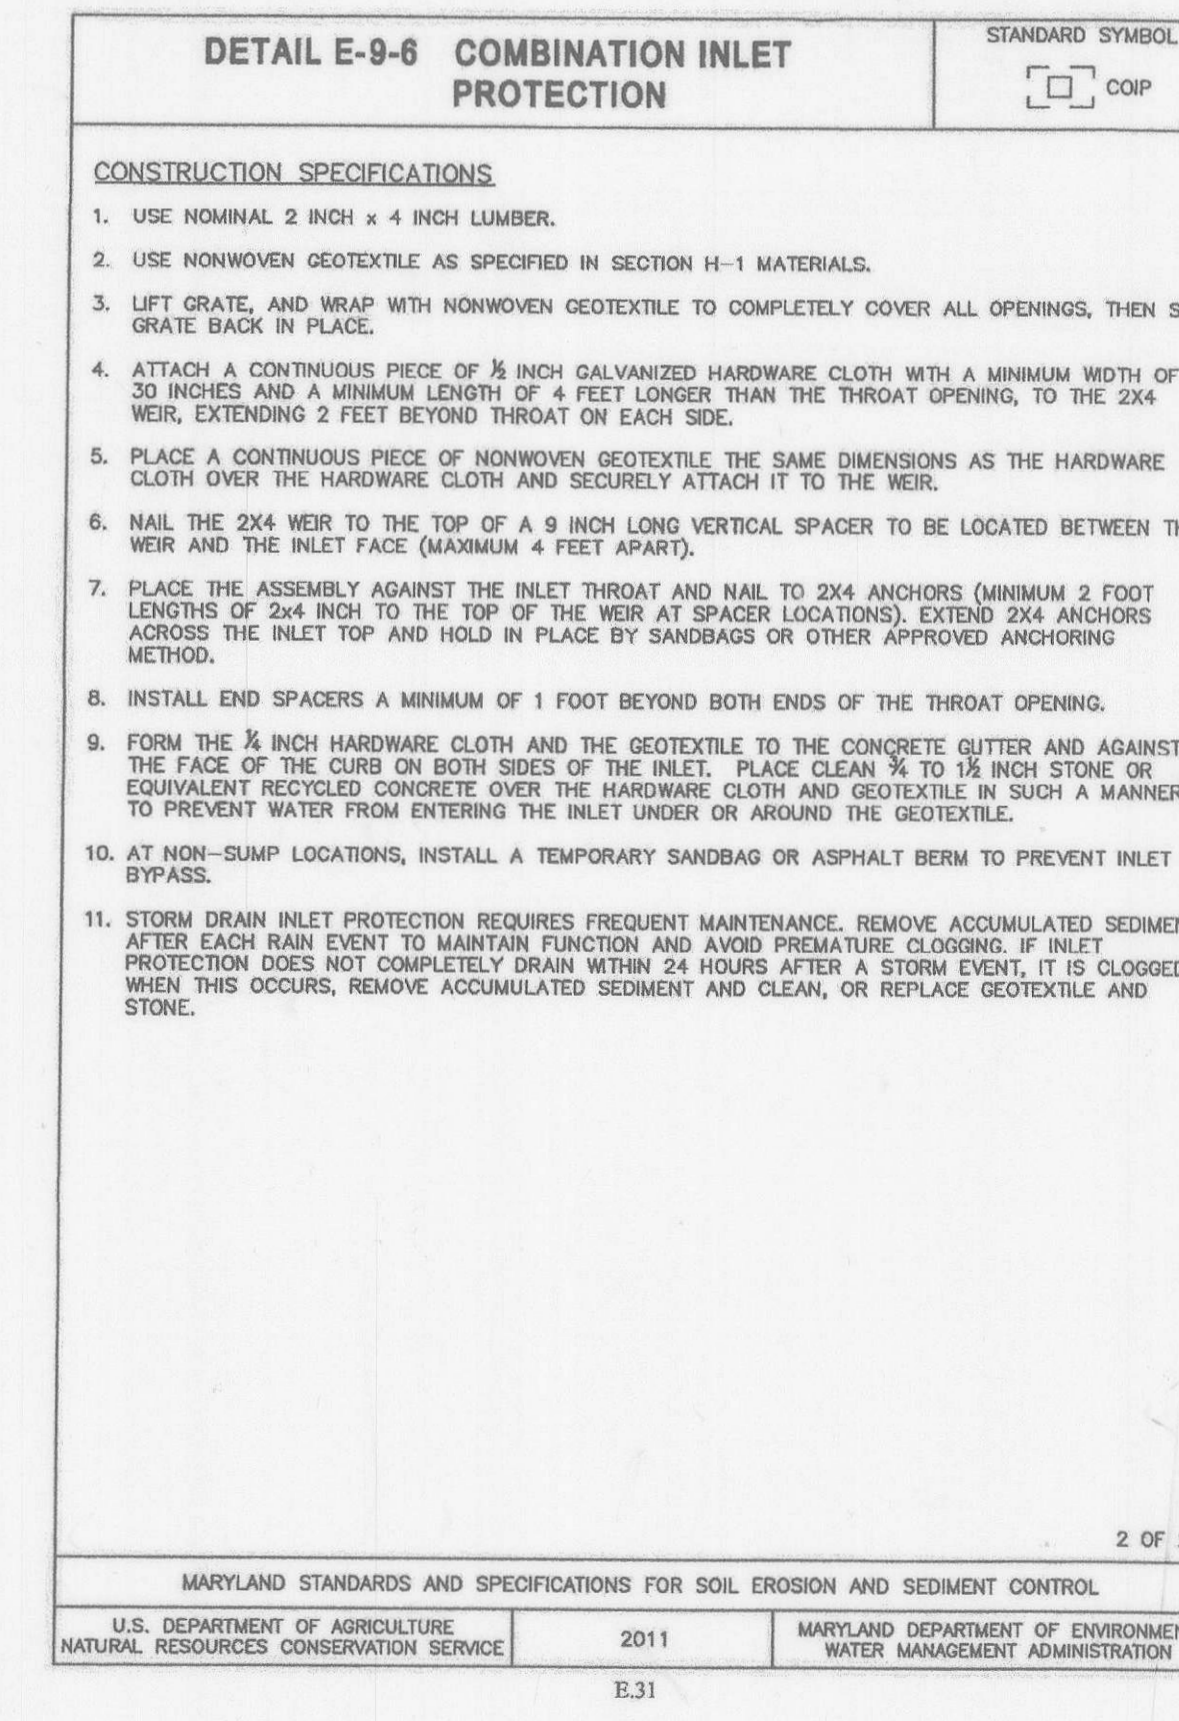 DETAIL E-9-6 COMBINATION INLET
PROTECTION
STANDARD SYMBOL
COIP
CONSTRUCTION SPECIFICATIONS
1. USE NOMINAL 2 INCH x 4 INCH LUMBER.
2. USE NONWOVEN GEOTEXTILE AS SPECIFIED IN SECTION H-1 MATERIALS.
3. LIFT GRATE, AND WRAP WITH NONWOVEN GEOTEXTILE TO COMPLETELY COVER ALL OPENINGS, THEN
GRATE BACK IN PLACE.
4. ATTACH A CONTINUOUS PIECE OF ½ INCH GALVANIZED HARDWARE CLOTH WITH A MINIMUM WIDTH OF
30 INCHES AND A MINIMUM LENGTH OF 4 FEET LONGER THAN THE THROAT OPENING, TO THE 2X4
WEIR, EXTENDING 2 FEET BEYOND THROAT ON EACH SIDE.
5. PLACE A CONTINUOUS PIECE OF NONWOVEN GEOTEXTILE THE SAME DIMENSIONS AS THE HARDWARE
CLOTH OVER THE HARDWARE CLOTH AND SECURELY ATTACH IT TO THE WEIR.
6. NAIL THE 2X4 WEIR TO THE TOP OF A 9 INCH LONG VERTICAL SPACER TO BE LOCATED BETWEEN
WEIR AND THE INLET FACE (MAXIMUM 4 FEET APART).
7. PLACE THE ASSEMBLY AGAINST THE INLET THROAT AND NAIL TO 2X4 ANCHORS (MINIMUM 2 FOOT
LENGTHS OF 2x4 INCH TO THE TOP OF THE WEIR AT SPACER LOCATIONS). EXTEND 2X4 ANCHORS
ACROSS THE INLET TOP AND HOLD IN PLACE BY SANDBAGS OR OTHER APPROVED ANCHORING
METHOD.
8. INSTALL END SPACERS A MINIMUM OF 1 FOOT BEYOND BOTH ENDS OF THE THROAT OPENING.
9. FORM THE ¼ INCH HARDWARE CLOTH AND THE GEOTEXTILE TO THE CONCRETE GUTTER AND AGAINST
THE FACE OF THE CURB ON BOTH SIDES OF THE INLET. PLACE CLEAN ¾ TO 1½ INCH STONE OR
EQUIVALENT RECYCLED CONCRETE OVER THE HARDWARE CLOTH AND GEOTEXTILE IN SUCH A MANNER
TO PREVENT WATER FROM ENTERING THE INLET UNDER OR AROUND THE GEOTEXTILE.
10. AT NON-SUMP LOCATIONS, INSTALL A TEMPORARY SANDBAG OR ASPHALT BERM TO PREVENT INLET
BYPASS.
11. STORM DRAIN INLET PROTECTION REQUIRES FREQUENT MAINTENANCE. REMOVE ACCUMULATED
AFTER EACH RAIN EVENT TO MAINTAIN FUNCTION AND AVOID PREMATURE CLOGGING. IF INLET
PROTECTION DOES NOT COMPLETELY DRAIN WITHIN 24 HOURS AFTER A STORM EVENT, IT IS CLOGGED
WHEN THIS OCCURS, REMOVE ACCUMULATED SEDIMENT AND CLEAN, OR REPLACE GEOTEXTILE AND
STONE.
2 OF
MARYLAND STANDARDS AND SPECIFICATIONS FOR SOIL EROSION AND SEDIMENT CONTROL
U.S. DEPARTMENT OF AGRICULTURE
NATURAL RESOURCES CONSERVATION SERVICE
2011
MARYLAND DEPARTMENT OF
WATER MANAGEMENT ADMINISTRATION
E.31